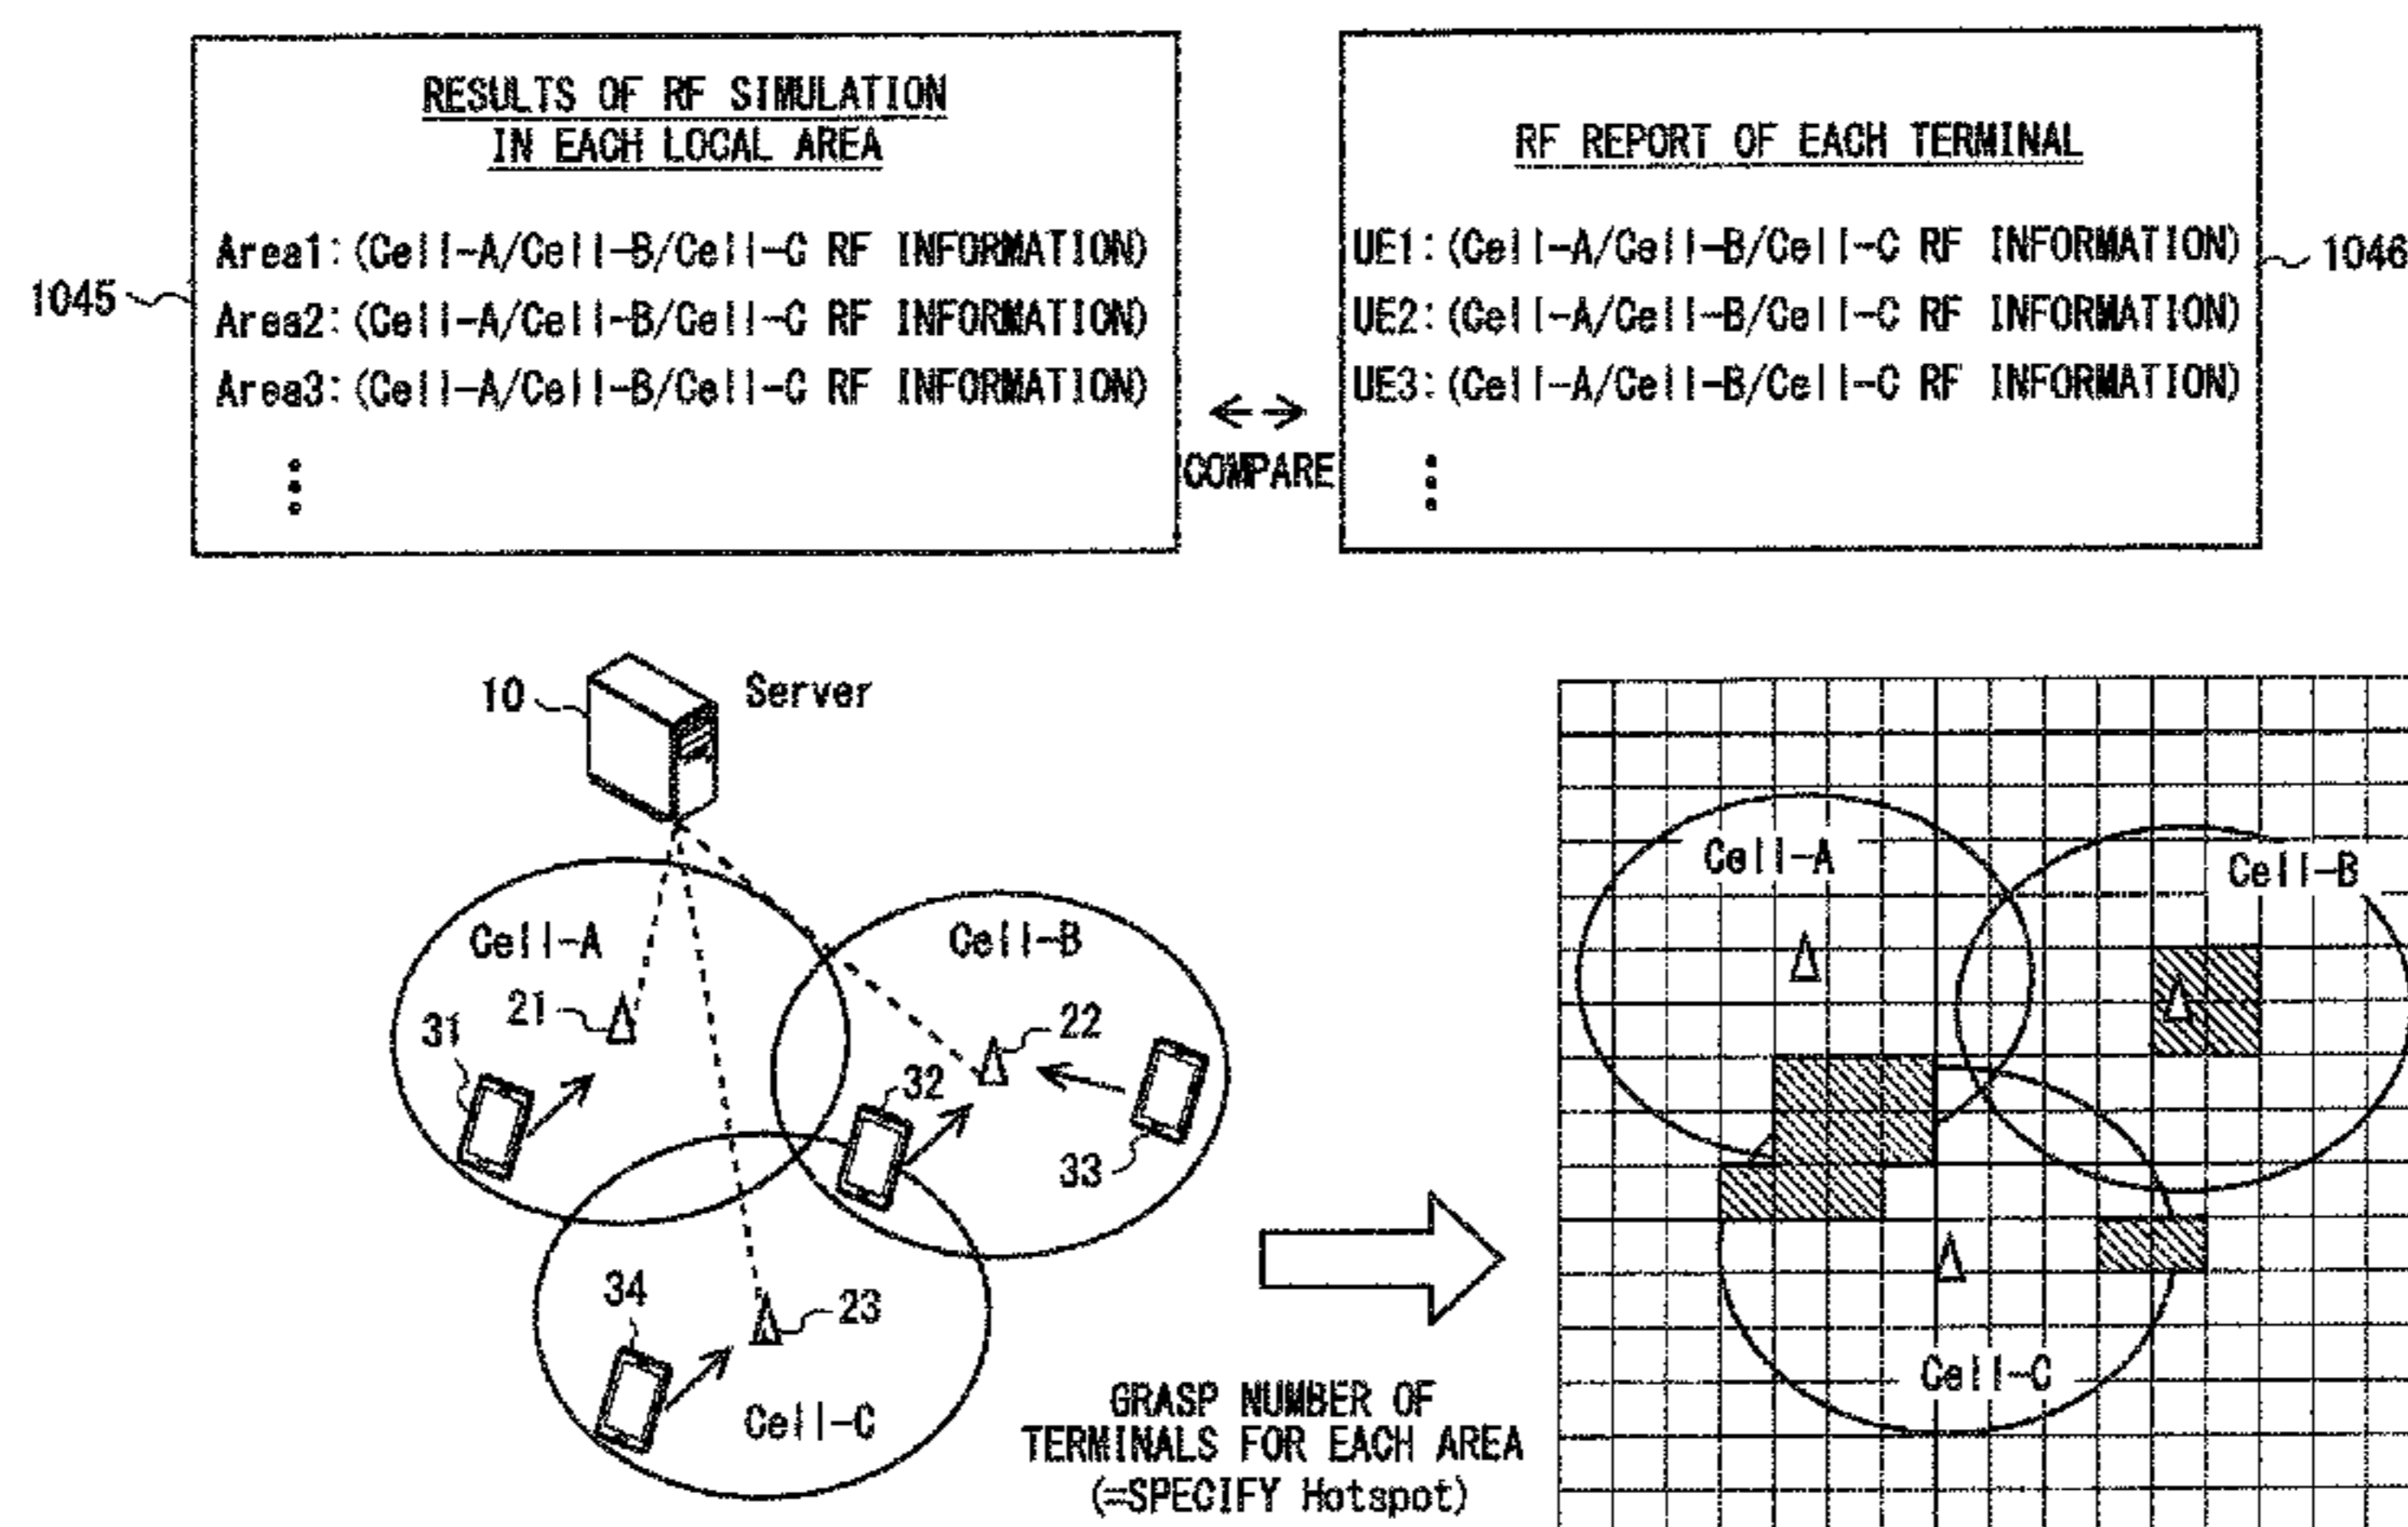 RESULTS OF RF SIMULATION
IN EACH LOCAL AREA
Area1:(Cell-A/Cell-B/Cell-C RF INFORMATION)
Area2:(Cell-A/Cell-B/Cell-C RF INFORMATION)
Area3:(Cell-A/Cell-B/Cell-C RF INFORMATION)
1045
COMPARE
RF REPORT OF EACH TERMINAL
UE1:(Cell-A/Cell-B/Cell-C RF INFORMATION)
UE2:(Cell-A/Cell-B/Cell-C RF INFORMATION)
UE3:(Cell-A/Cell-B/Cell-C RF INFORMATION)
1046
10
Server
Cell-A
21
31
Cell-B
22
32
33
34
23
Cell-C
GRASP NUMBER OF
TERMINALS FOR EACH AREA
(=SPECIFY Hotspot)
Cell-A
Cell-B
Cell-C